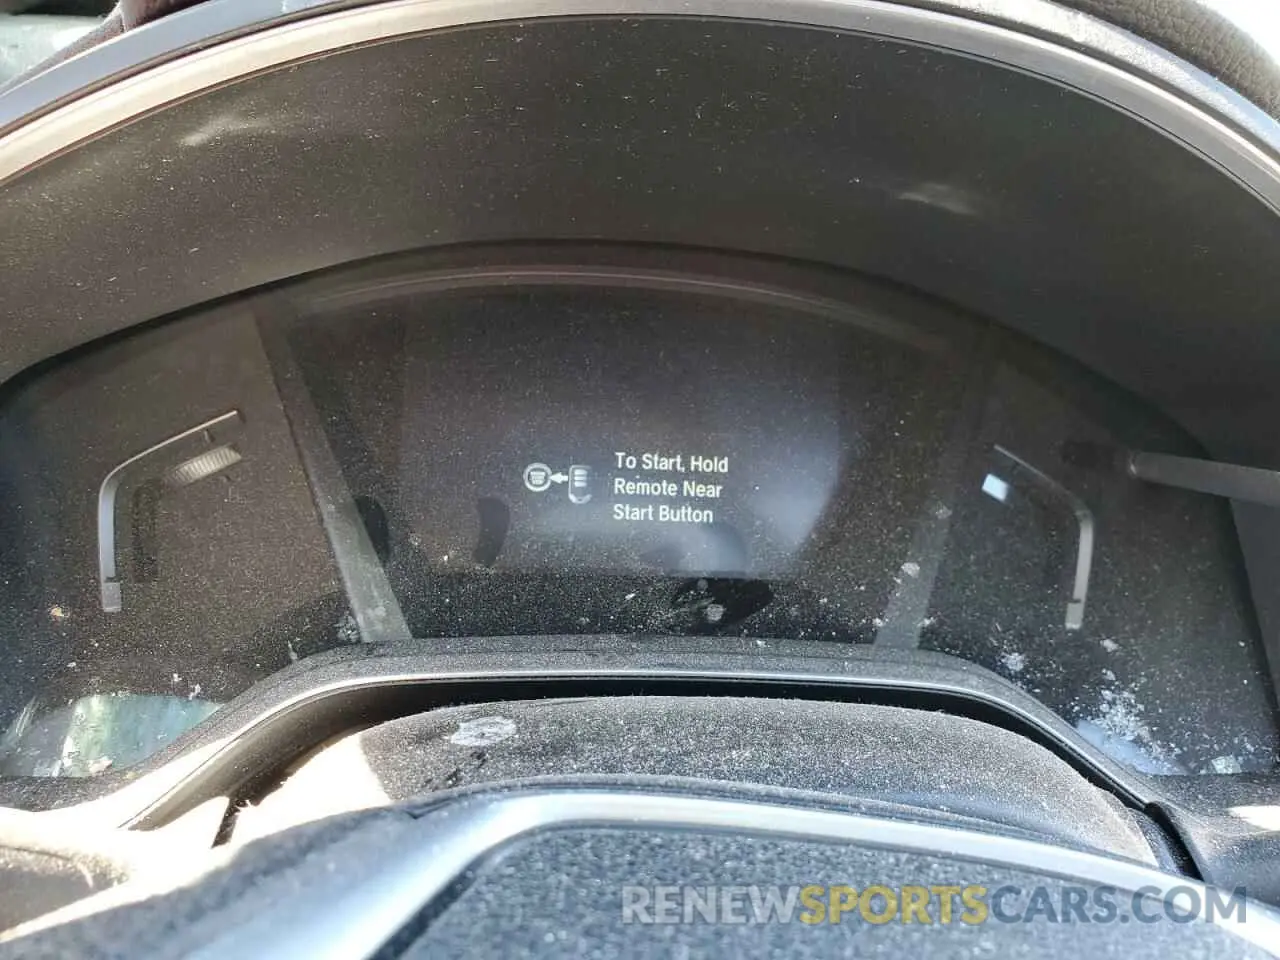 To Start, Hold
Remote Near
Start Button
RENEWSPORTSCARS.COM